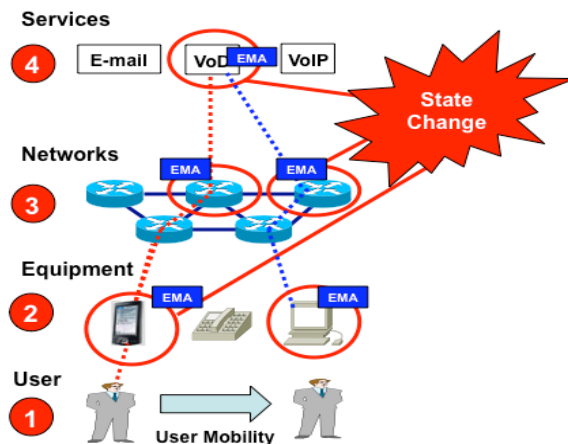 Services
4
E-mail
VoD
EMA
VoIP
State
Change
Networks
EMA
EMA
3
Equipment
EMA
EMA
2
User
1
User Mobility